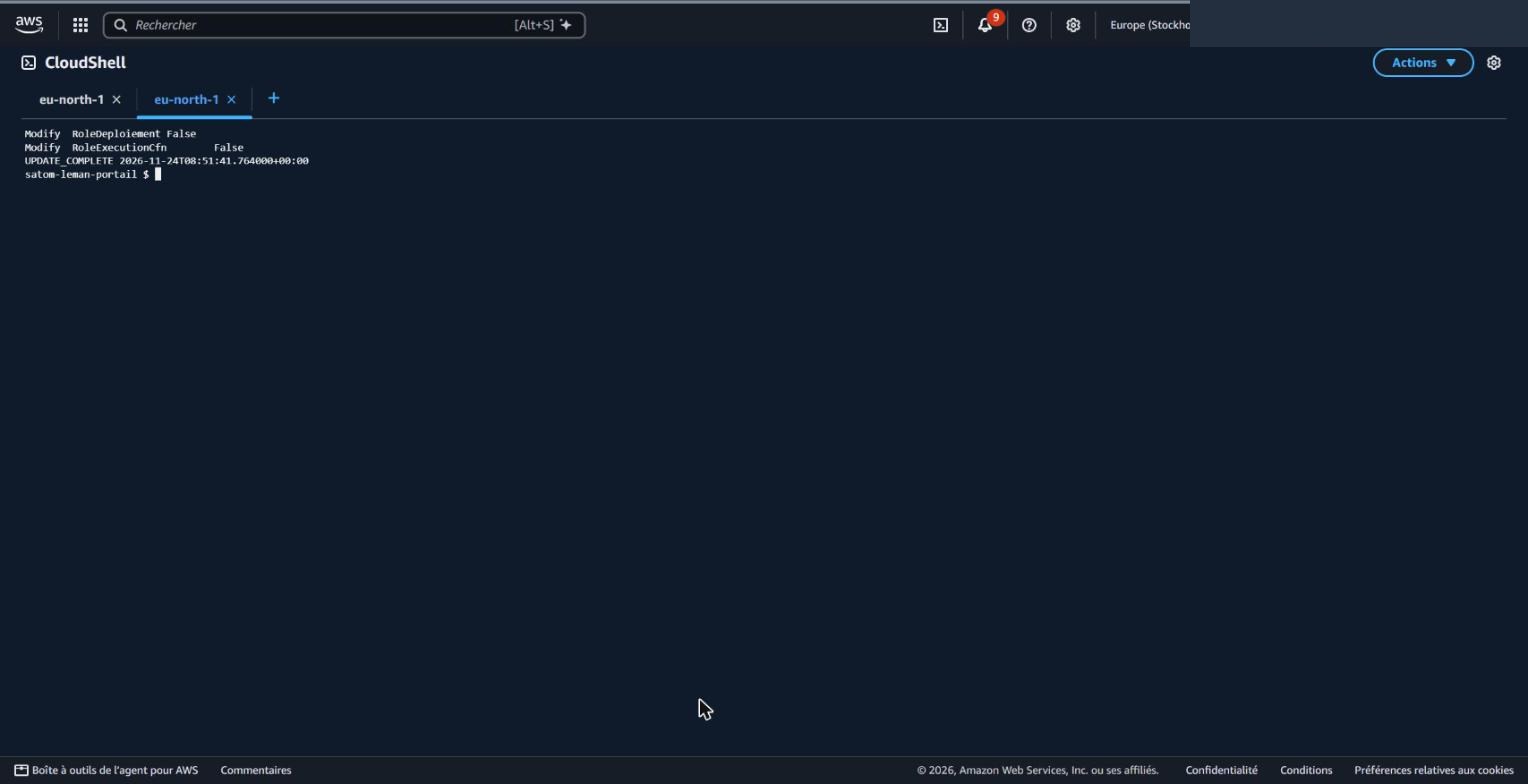 aws
Rechercher [Alt+S]
9
Europe (Stockho
CloudShell
Actions
eu-north-1
eu-north-1
Modify RoleDeploiement False
Modify RoleExecutionCfn False
UPDATE_COMPLETE 2026-11-24T08:51:41.764000+00:00
satom-leman-portail $
Boîte à outils de l'agent pour AWS Commentaires © 2026, Amazon Web Services, Inc. ou ses affiliés. Confidentialité Conditions Préférences relatives aux cookies